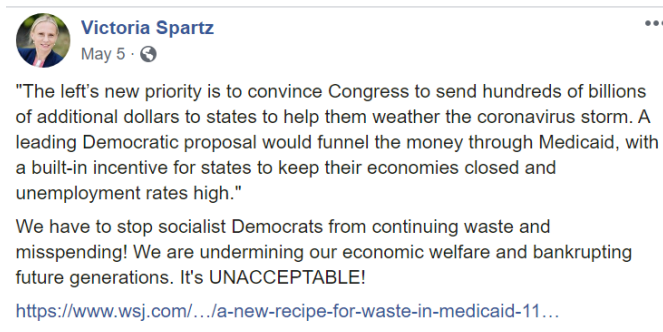 Victoria Spartz
May 5 ·
"The left's new priority is to convince Congress to send hundreds of billions
of additional dollars to states to help them weather the coronavirus storm. A
leading Democratic proposal would funnel the money through Medicaid, with
a built-in incentive for states to keep their economies closed and
unemployment rates high."
We have to stop socialist Democrats from continuing waste and
misspending! We are undermining our economic welfare and bankrupting
future generations. It's UNACCEPTABLE!
https://www.wsj.com/…/a-new-recipe-for-waste-in-medicaid-11…